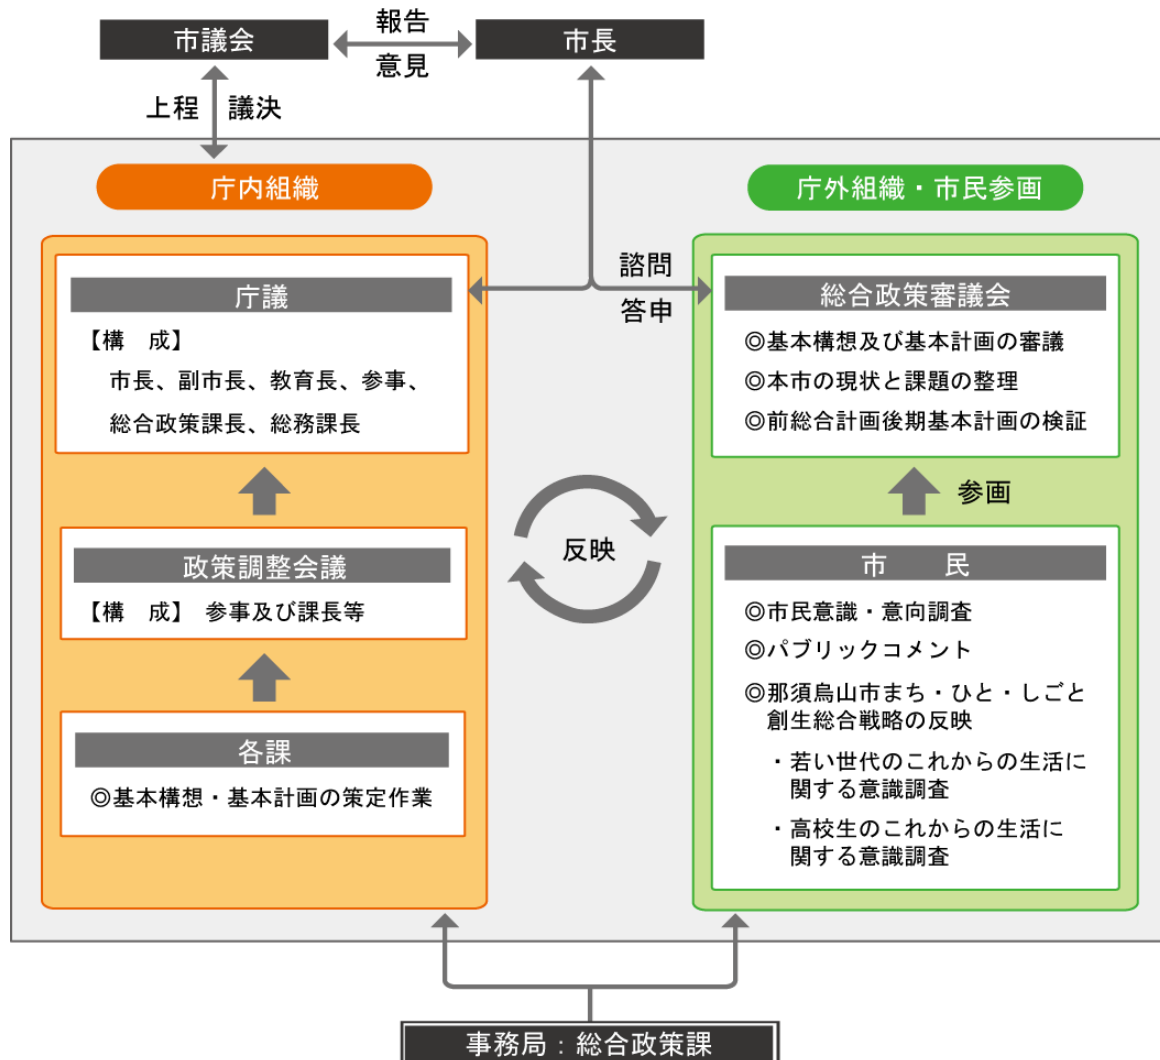 市議会
報告
意見
市長
上程
議決
庁内組織
庁議
【構　成】
市長、副市長、教育長、参事、
総合政策課長、総務課長
政策調整会議
【構　成】 参事及び課長等
各課
◎基本構想・基本計画の策定作業
諮問
答申
反映
庁外組織・市民参画
総合政策審議会
◎基本構想及び基本計画の審議
◎本市の現状と課題の整理
◎前総合計画後期基本計画の検証
参画
市　　民
◎市民意識・意向調査
◎パブリックコメント
◎那須烏山市まち・ひと・しごと
創生総合戦略の反映
・若い世代のこれからの生活に
関する意識調査
・高校生のこれからの生活に
関する意識調査
事務局：総合政策課